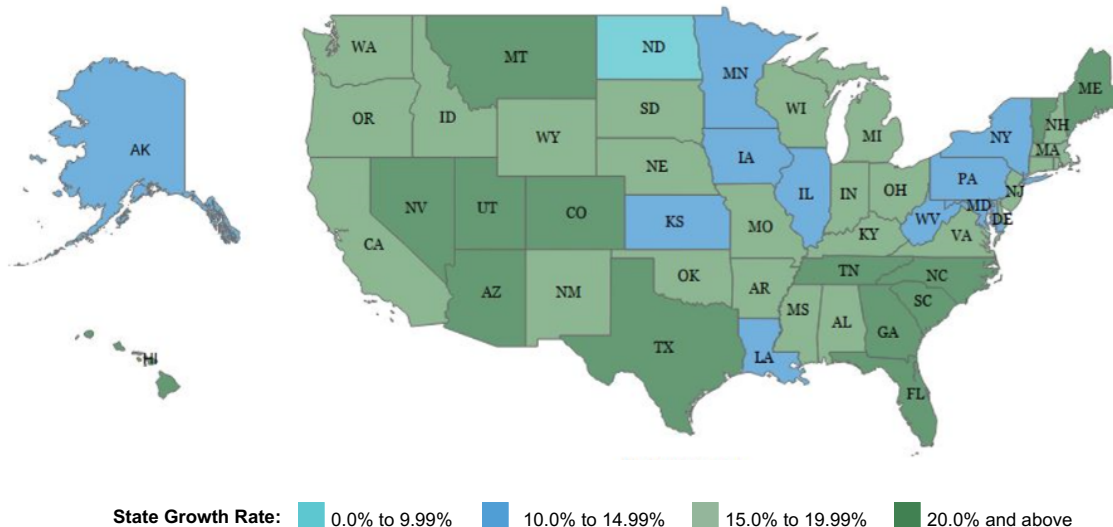 WA
MT
ND
MN
ME
OR
ID
WY
SD
WI
MI
NY
NH
MA
AK
NV
UT
CO
NE
IA
IL
IN
OH
PA
NJ
MD
DE
WV
VA
KS
MO
KY
CA
AZ
NM
OK
AR
TN
NC
SC
MS
AL
GA
TX
LA
FL
HI
State Growth Rate: 0.0% to 9.99% 10.0% to 14.99% 15.0% to 19.99% 20.0% and above